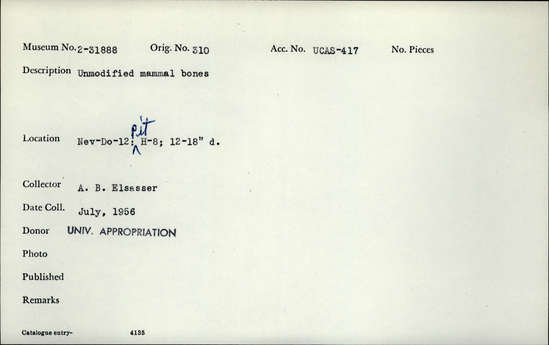 Museum No. 2-31888 Orig. No. 310 Acc. No. UCAS-417 No. Pieces
Description Unmodified mammal bones
pit
Location Nev-Do-12; H-8; 12-18" d.
Collector A. B. Elsasser
Date Coll. July, 1956
Donor UNIV. APPROPRIATION
Photo
Published
Remarks
Catalogue entry- 4135